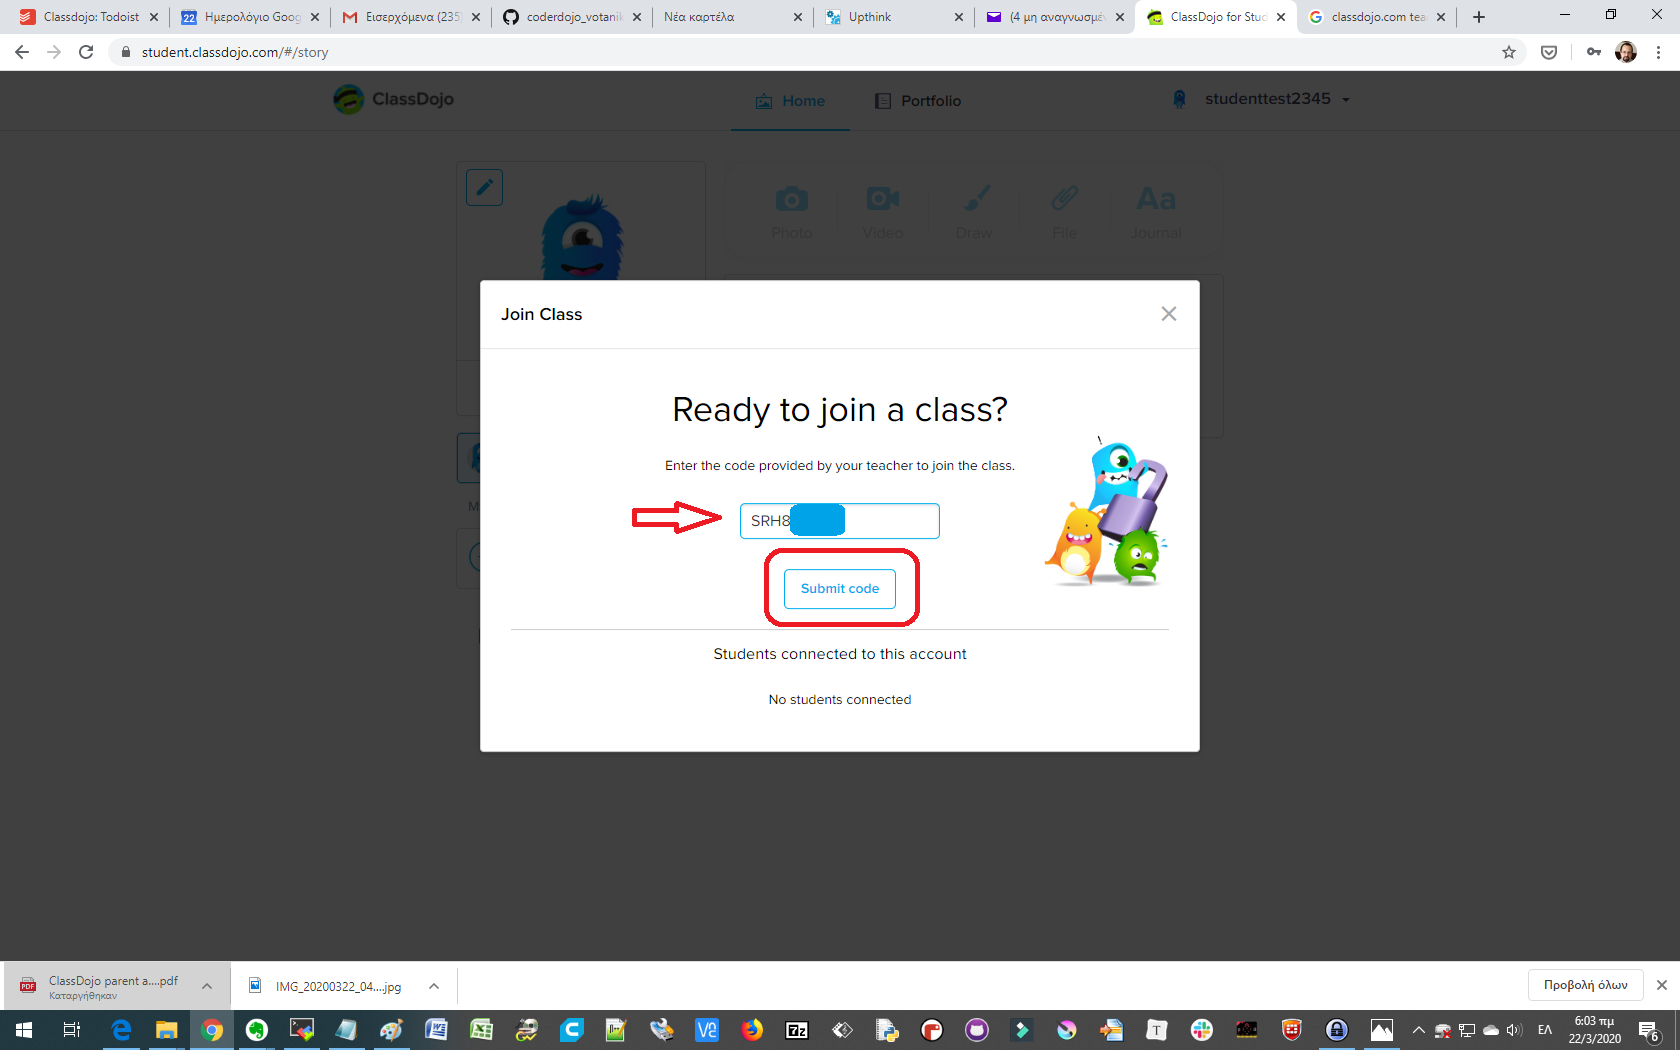 Classdojo: Todoist
Ημερολόγιο Goog
Εισερχόμενα (235)
coderdojo_votanik
Νέα καρτέλα
Upthink
(4 μη αναγνωσμέν
ClassDojo for Stud
classdojo.com tea
student.classdojo.com/#/story
ClassDojo
Home
Portfolio
studenttest2345
Photo
Video
Draw
File
Aa
Journal
Join Class
Ready to join a class?
Enter the code provided by your teacher to join the class.
SRH8
Submit code
Students connected to this account
No students connected
ClassDojo parent a....pdf
Καταργήθηκαν
IMG_20200322_04....jpg
Προβολή όλων
ΕΛ
6:03 πμ
22/3/2020
6